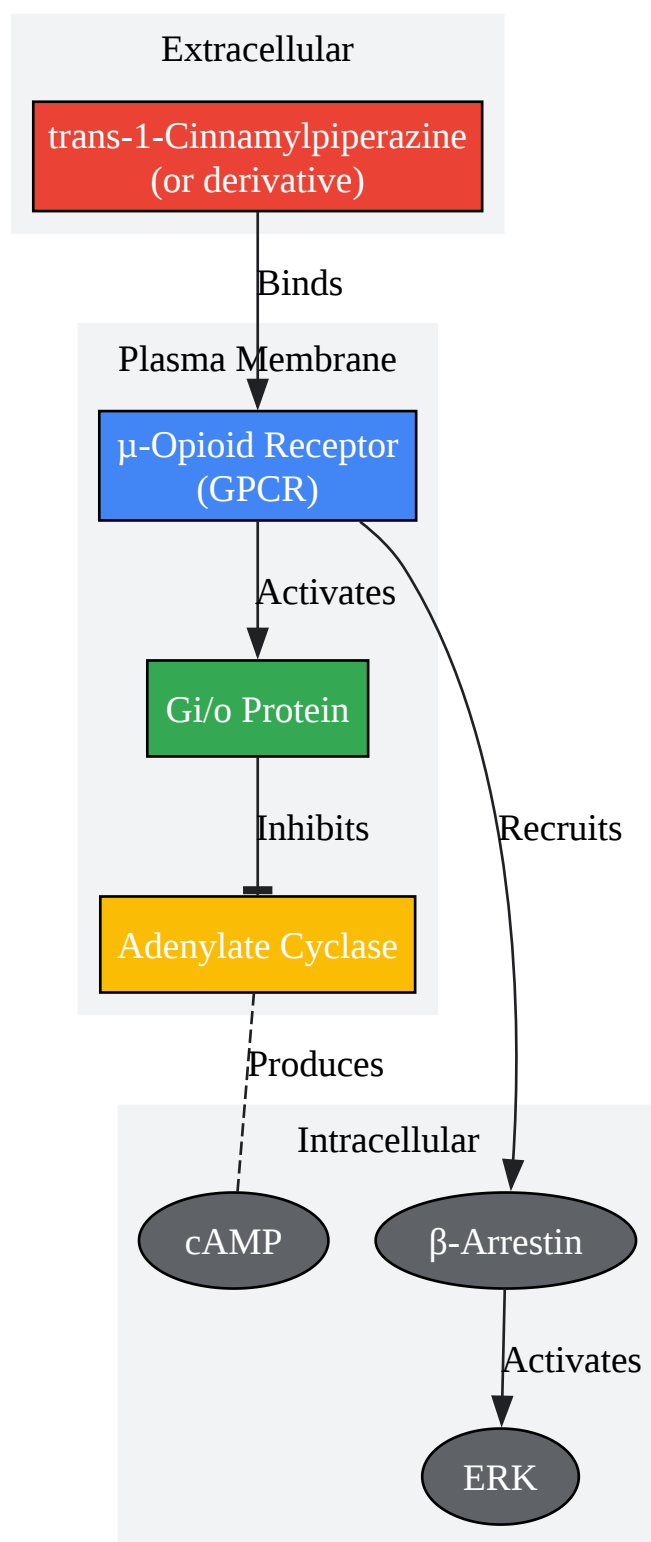 Extracellular
trans-1-Cinnamylpiperazine
(or derivative)
Binds
Plasma Membrane
µ-Opioid Receptor
(GPCR)
Activates
Gi/o Protein
Inhibits
Recruits
Adenylate Cyclase
Produces
Intracellular
cAMP
β-Arrestin
Activates
ERK